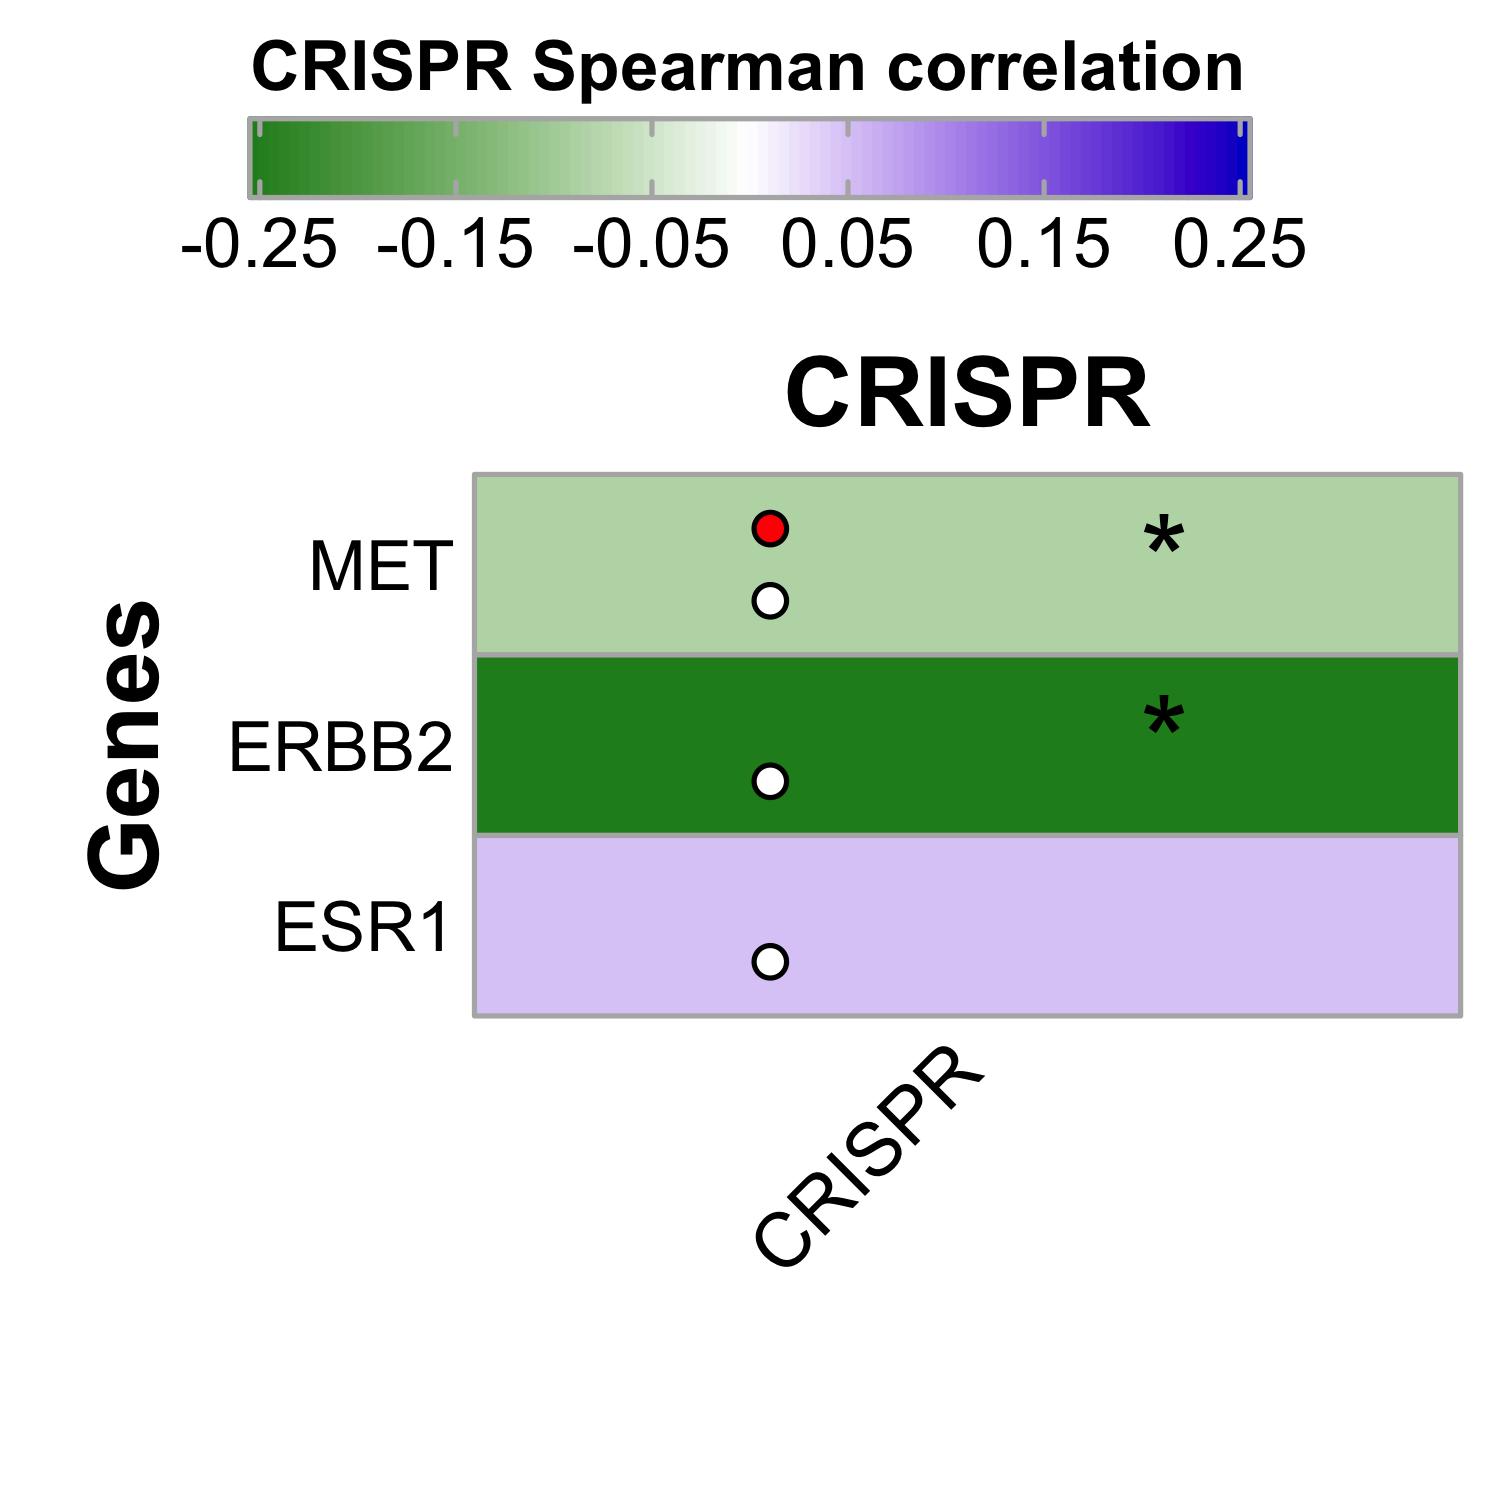 CRISPR Spearman correlation
-0.25 -0.15 -0.05 0.05 0.15 0.25
CRISPR
Genes
MET *
ERBB2 *
ESR1
CRISPR